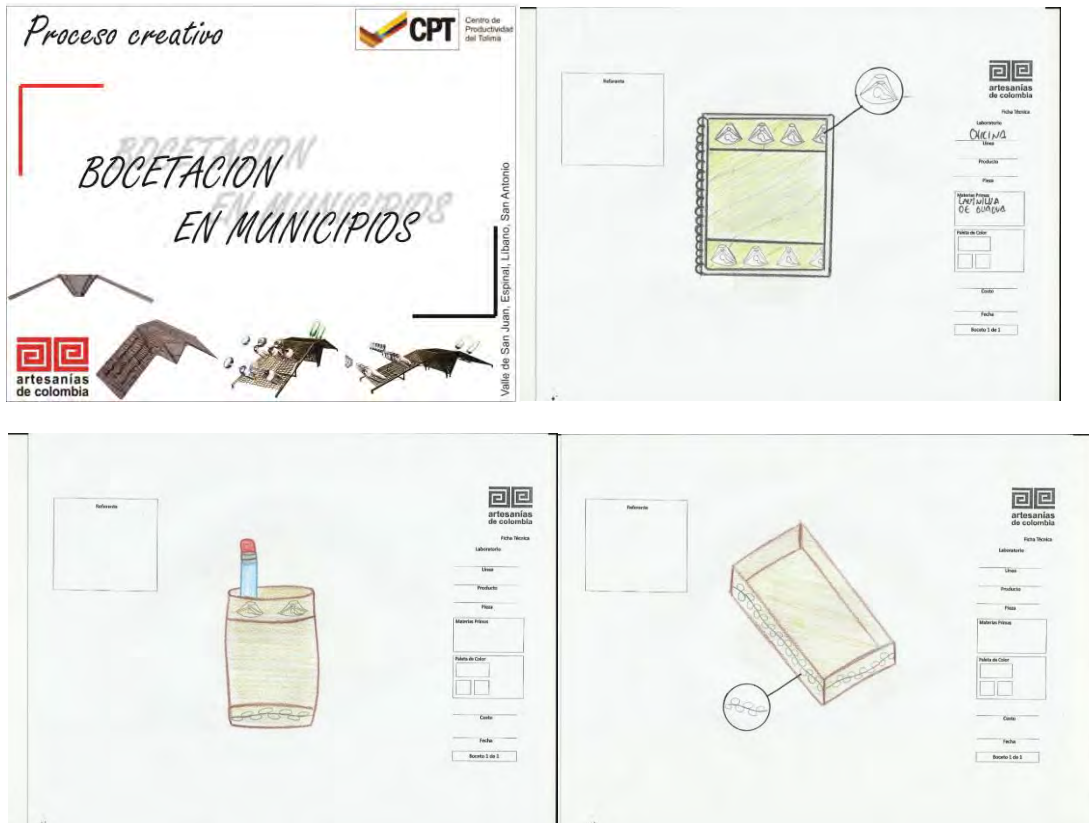 Proceso creativo
CPT
Centro de
Productividad
del Tolima
BOCETACION
EN MUNICIPIOS
BOCETACION
EN MUNICIPIOS
Valle de San Juan, Espinal, Líbano, San Antonio
artesanías
de colombia
Referente
artesanías
de colombia
Ficha Técnica
Laboratorio
OFICINA
Línea
Producto
Pieza
Materias Primas
DE GUADUA
Paleta de Color
Costo
Fecha
Boceto 1 de 1
Referente
artesanías
de colombia
Ficha Técnica
Laboratorio
Línea
Producto
Pieza
Materias Primas
Paleta de Color
Costo
Fecha
Boceto 1 de 1
Referente
artesanías
de colombia
Ficha Técnica
Laboratorio
Línea
Producto
Pieza
Materias Primas
Paleta de Color
Costo
Fecha
Boceto 1 de 1